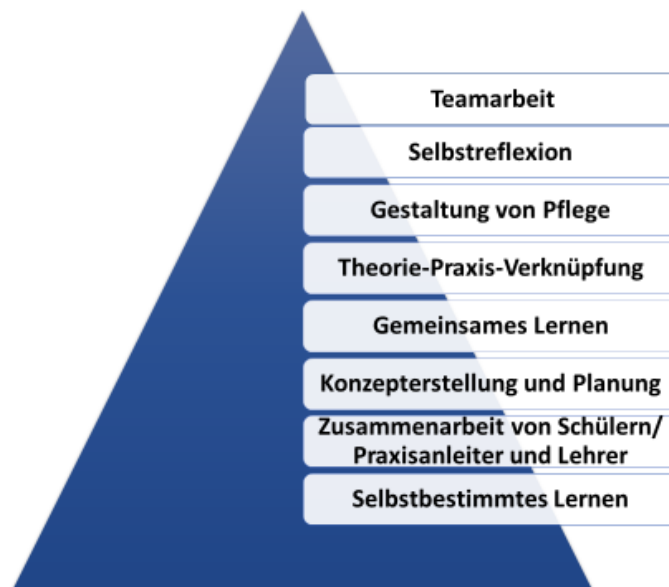 Teamarbeit
Selbstreflexion
Gestaltung von Pflege
Theorie-Praxis-Verknüpfung
Gemeinsames Lernen
Konzepterstellung und Planung
Zusammenarbeit von Schülern/
Praxisanleiter und Lehrer
Selbstbestimmtes Lernen